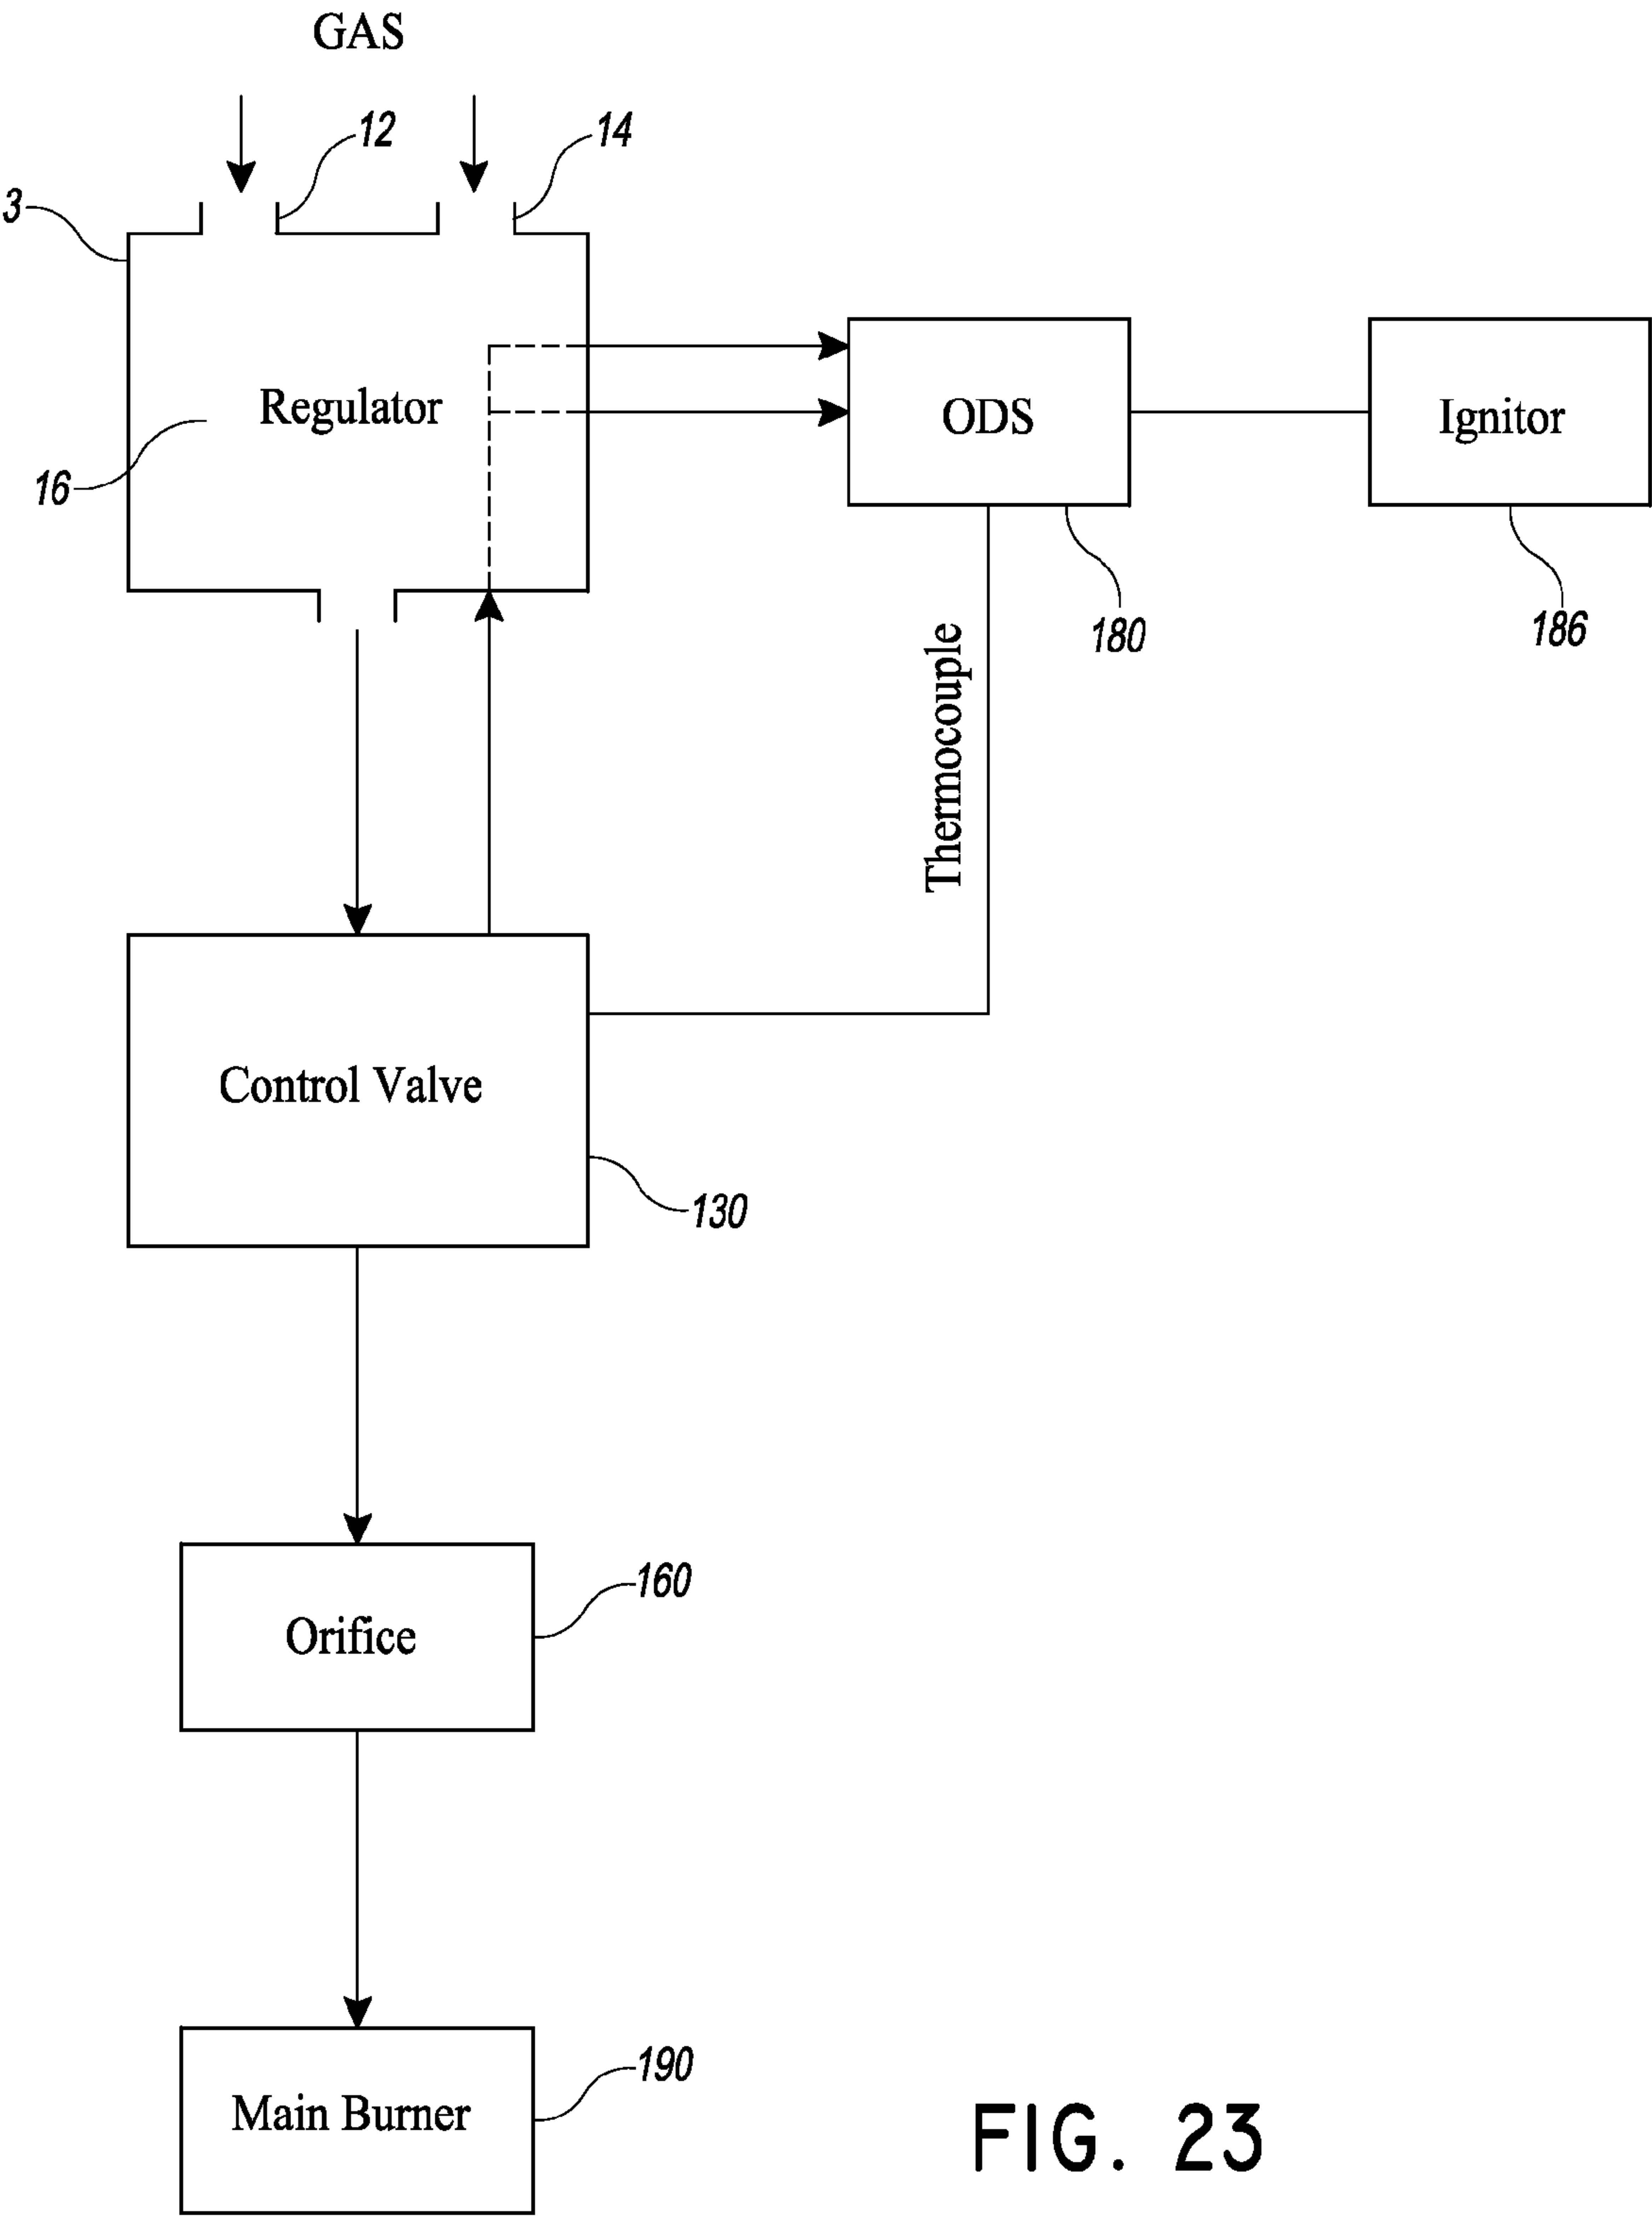 GAS
12
14
3
Regulator
ODS
Ignitor
16
180
186
Thermocouple
Control Valve
130
160
Orifice
190
Main Burner
FIG. 23